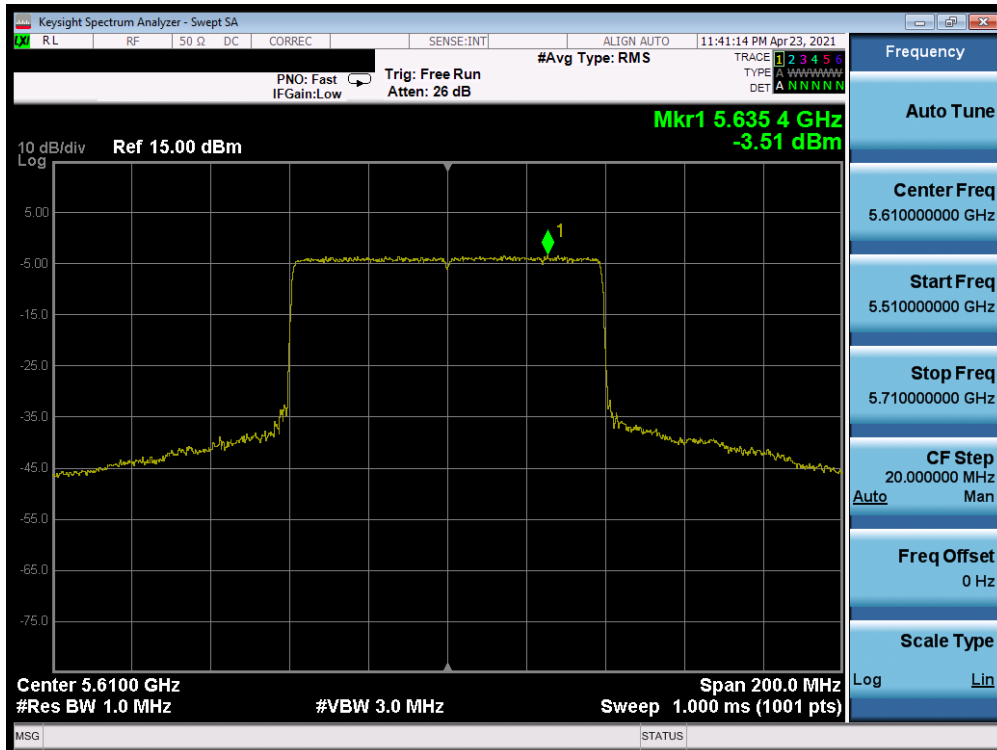 Keysight Spectrum Analyzer - Swept SA
LXI RL RF 50 Ω DC CORREC SENSE:INT ALIGN AUTO 11:41:14 PM Apr 23, 2021
#Avg Type: RMS TRACE 1 2 3 4 5 6
PNO: Fast Trig: Free Run TYPE A WWWWW
IFGain:Low Atten: 26 dB DET A N N N N N
Mkr1 5.635 4 GHz
-3.51 dBm
10 dB/div Ref 15.00 dBm
Log
5.00
1
-5.00
-15.0
-25.0
-35.0
-45.0
-55.0
-65.0
-75.0
Center 5.6100 GHz Span 200.0 MHz
#Res BW 1.0 MHz #VBW 3.0 MHz Sweep 1.000 ms (1001 pts)
MSG STATUS
Frequency
Auto Tune
Center Freq
5.610000000 GHz
Start Freq
5.510000000 GHz
Stop Freq
5.710000000 GHz
CF Step
20.000000 MHz
Auto Man
Freq Offset
0 Hz
Scale Type
Log Lin